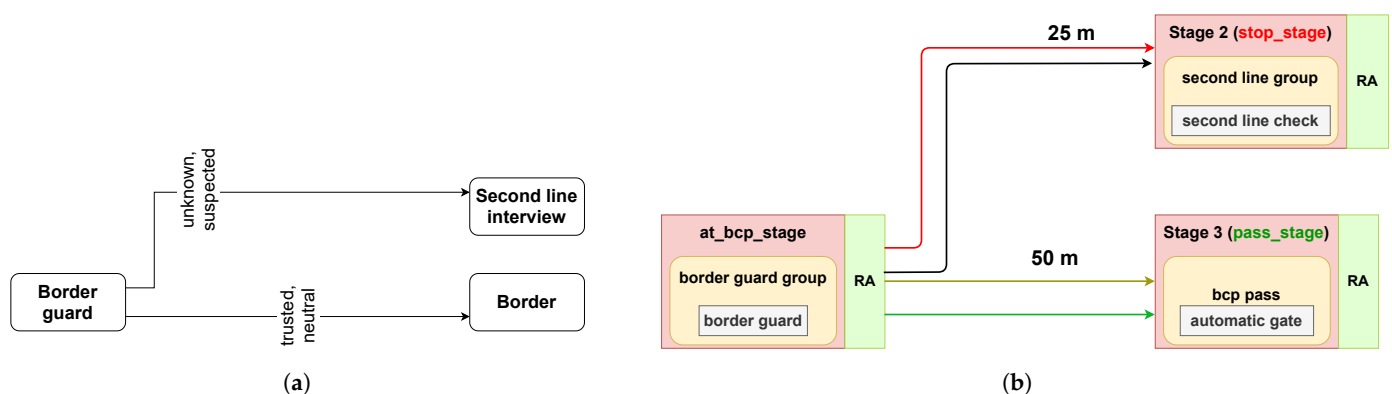 unknown,
suspected
Second line
interview
Border
guard
trusted,
neutral
Border
(a)
25 m
Stage 2 (stop_stage)
second line group
second line check
RA
at_bcp_stage
border guard group
border guard
RA
50 m
Stage 3 (pass_stage)
bcp pass
automatic gate
RA
(b)